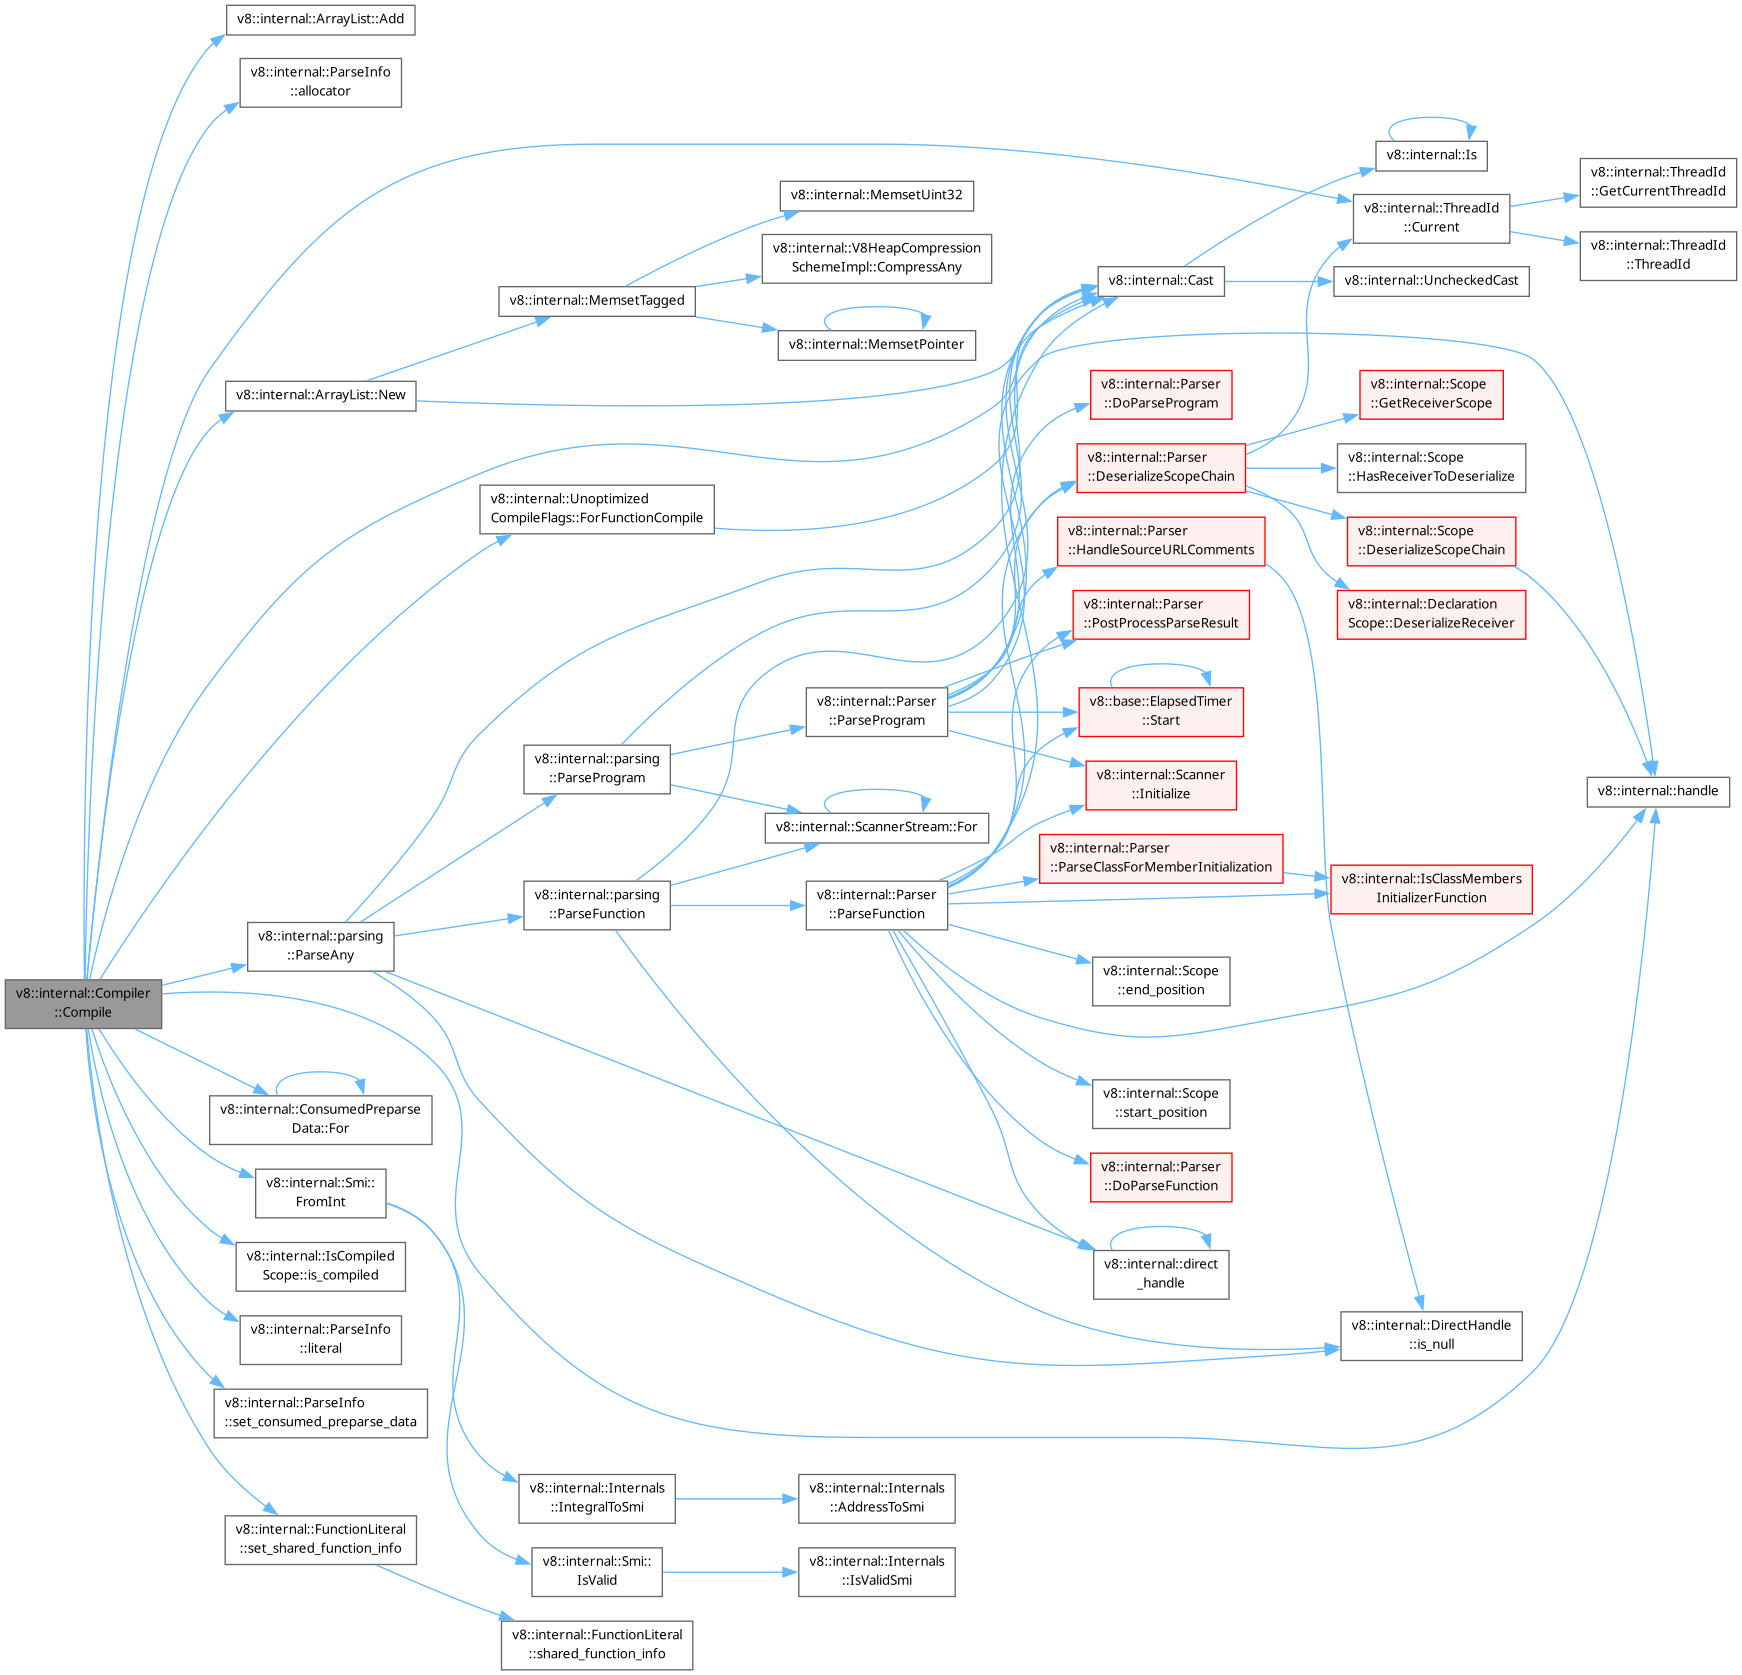 v8::internal::ArrayList::Add
v8::internal::ParseInfo
::allocator
v8::internal::Is
v8::internal::ThreadId
::GetCurrentThreadId
v8::internal::MemsetUint32
v8::internal::ThreadId
::Current
v8::internal::ThreadId
::ThreadId
v8::internal::V8HeapCompression
SchemeImpl::CompressAny
v8::internal::Cast
v8::internal::UncheckedCast
v8::internal::MemsetTagged
v8::internal::MemsetPointer
v8::internal::ArrayList::New
v8::internal::Parser
::DoParseProgram
v8::internal::Scope
::GetReceiverScope
v8::internal::Parser
::DeserializeScopeChain
v8::internal::Scope
::HasReceiverToDeserialize
v8::internal::Unoptimized
CompileFlags::ForFunctionCompile
v8::internal::Parser
::HandleSourceURLComments
v8::internal::Scope
::DeserializeScopeChain
v8::internal::Parser
::PostProcessParseResult
v8::internal::Declaration
Scope::DeserializeReceiver
v8::internal::Parser
::ParseProgram
v8::base::ElapsedTimer
::Start
v8::internal::parsing
::ParseProgram
v8::internal::Scanner
::Initialize
v8::internal::handle
v8::internal::ScannerStream::For
v8::internal::Parser
::ParseClassForMemberInitialization
v8::internal::IsClassMembers
InitializerFunction
v8::internal::parsing
::ParseFunction
v8::internal::Parser
::ParseFunction
v8::internal::parsing
::ParseAny
v8::internal::Scope
::end_position
v8::internal::Compiler
::Compile
v8::internal::ConsumedPreparse
Data::For
v8::internal::Scope
::start_position
v8::internal::Smi::
FromInt
v8::internal::Parser
::DoParseFunction
v8::internal::IsCompiled
Scope::is_compiled
v8::internal::direct
_handle
v8::internal::ParseInfo
::literal
v8::internal::DirectHandle
::is_null
v8::internal::ParseInfo
::set_consumed_preparse_data
v8::internal::Internals
::IntegralToSmi
v8::internal::Internals
::AddressToSmi
v8::internal::FunctionLiteral
::set_shared_function_info
v8::internal::Smi::
IsValid
v8::internal::Internals
::IsValidSmi
v8::internal::FunctionLiteral
::shared_function_info